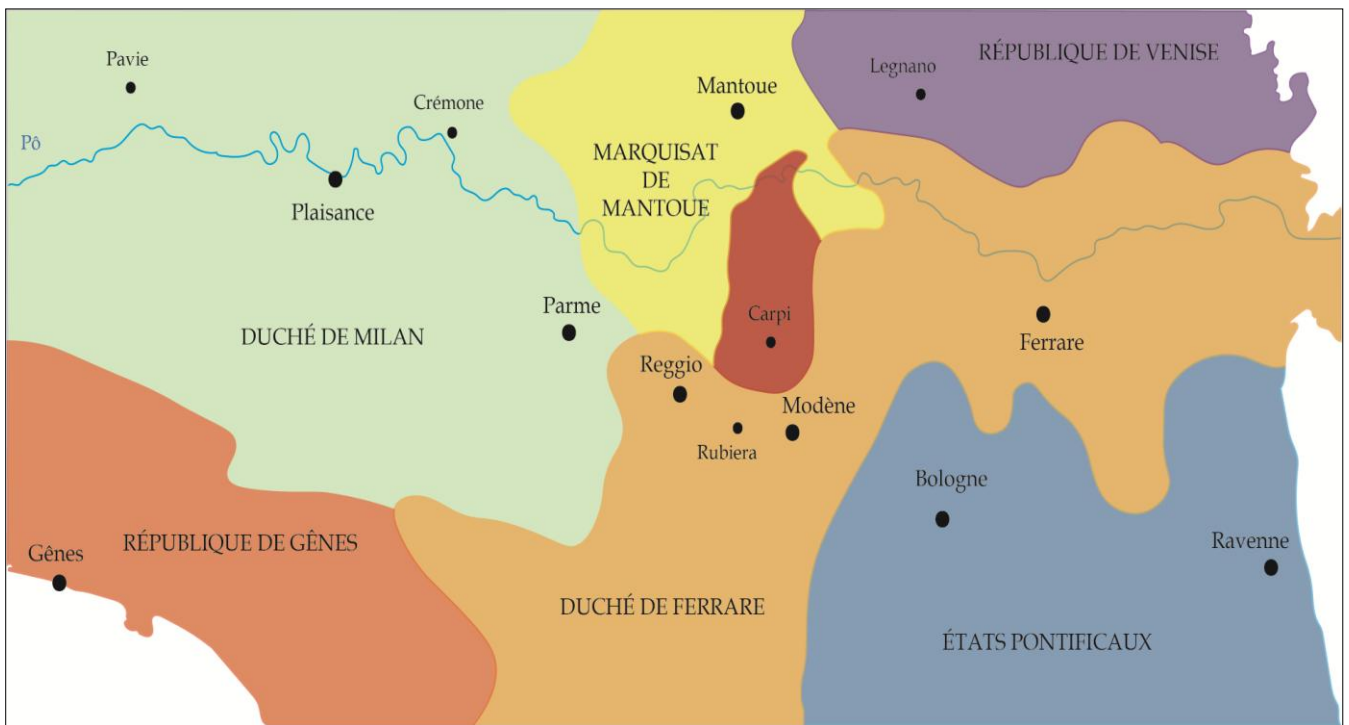 RÉPUBLIQUE DE VENISE
Pavie
Legnano
Mantoue
Crémone
Pô
MARQUISAT
DE
MANTOUE
Plaisance
Parme
Carpi
DUCHÉ DE MILAN
Ferrare
Reggio
Modène
Rubiera
Bologne
RÉPUBLIQUE DE GÊNES
Ravenne
Gênes
DUCHÉ DE FERRARE
ÉTATS PONTIFICAUX